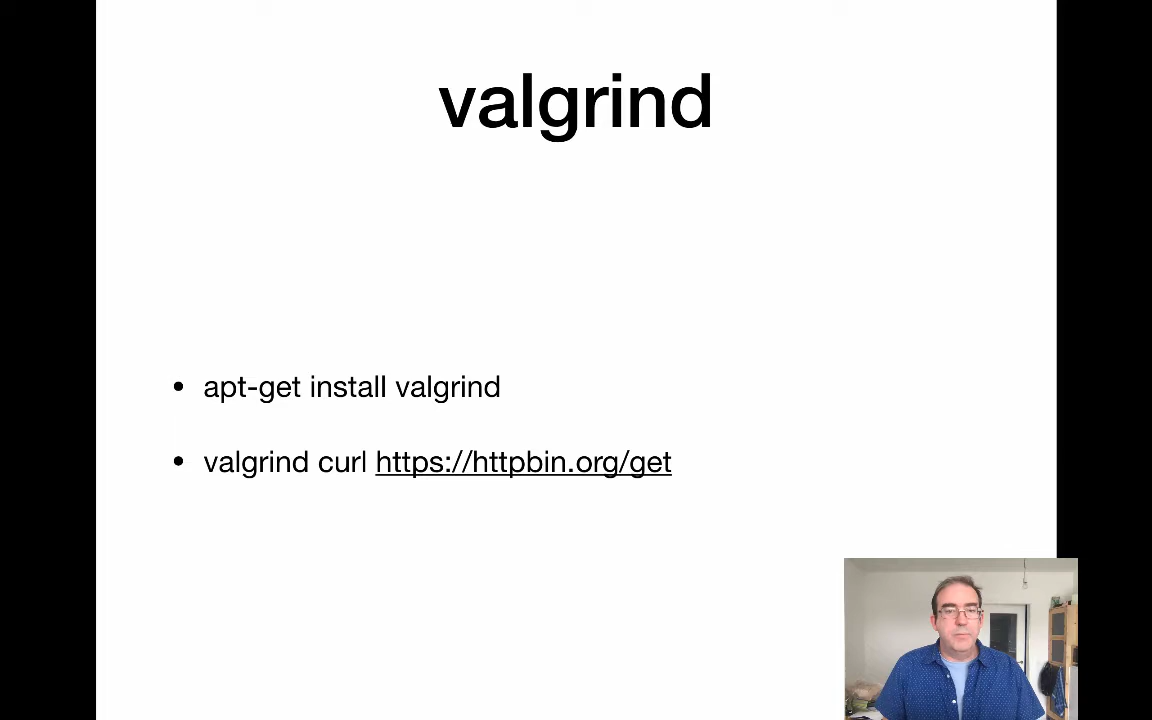 valgrind
• apt-get install valgrind
• valgrind curl https://httpbin.org/get